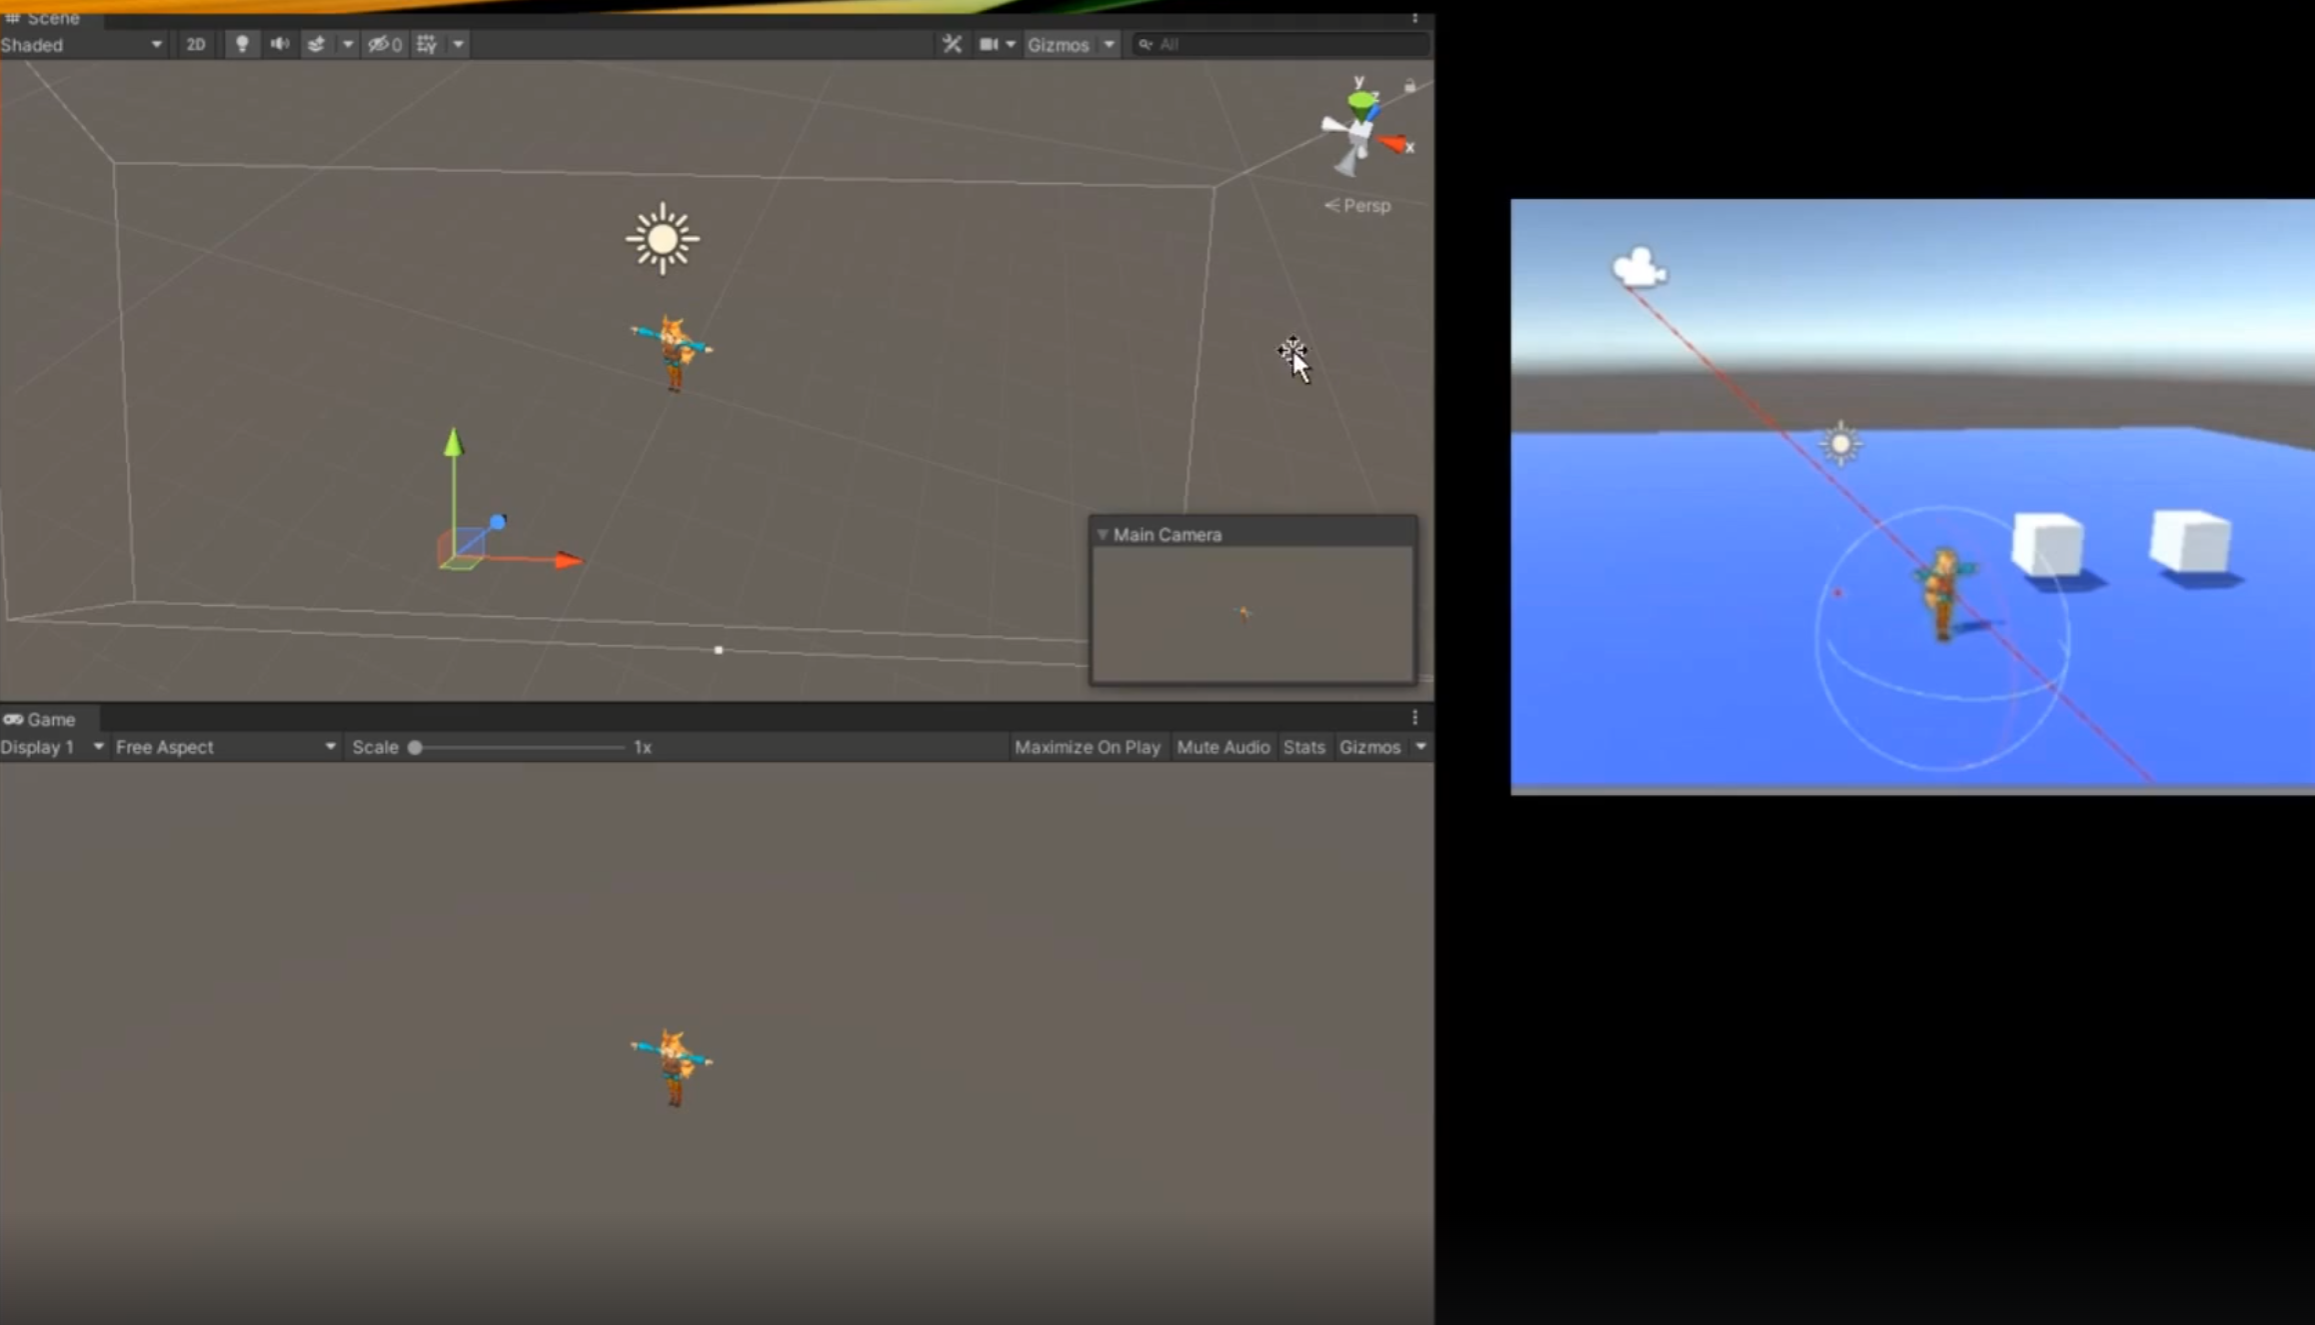 Scene
Shaded 2D 0 Gizmos All
y
z
x
Persp
Main Camera
Game
Display 1 Free Aspect Scale 1x Maximize On Play Mute Audio Stats Gizmos